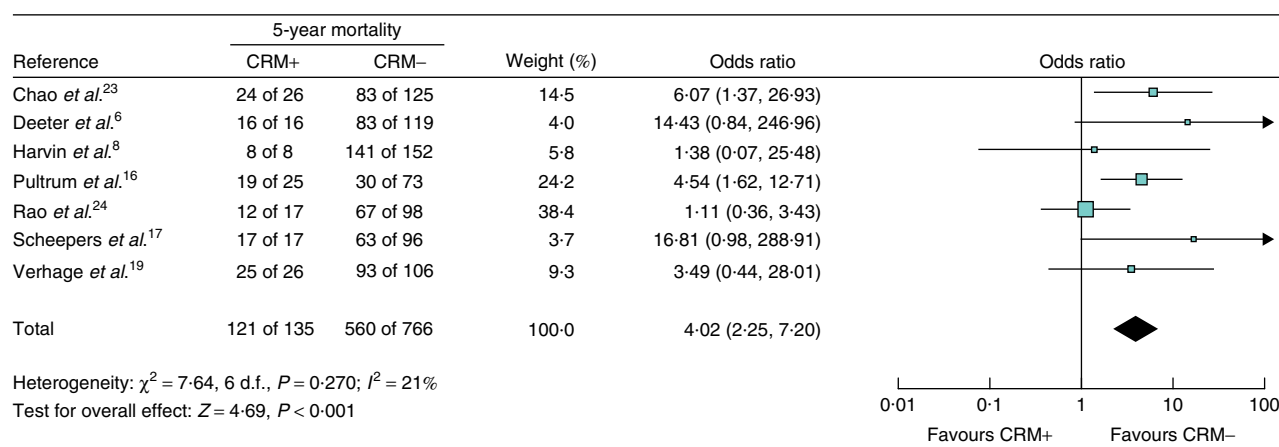 5-year mortality
Reference CRM+ CRM− Weight (%) Odds ratio Odds ratio
Chao et al.23 24 of 26 83 of 125 14·5 6·07 (1·37, 26·93)
Deeter et al.6 16 of 16 83 of 119 4·0 14·43 (0·84, 246·96)
Harvin et al.8 8 of 8 141 of 152 5·8 1·38 (0·07, 25·48)
Pultrum et al.16 19 of 25 30 of 73 24·2 4·54 (1·62, 12·71)
Rao et al.24 12 of 17 67 of 98 38·4 1·11 (0·36, 3·43)
Scheepers et al.17 17 of 17 63 of 96 3·7 16·81 (0·98, 288·91)
Verhage et al.19 25 of 26 93 of 106 9·3 3·49 (0·44, 28·01)
Total 121 of 135 560 of 766 100·0 4·02 (2·25, 7·20)
Heterogeneity: χ2 = 7·64, 6 d.f., P = 0·270; I2 = 21%
Test for overall effect: Z = 4·69, P < 0·001
0·01 0·1 1 10 100
Favours CRM+ Favours CRM−